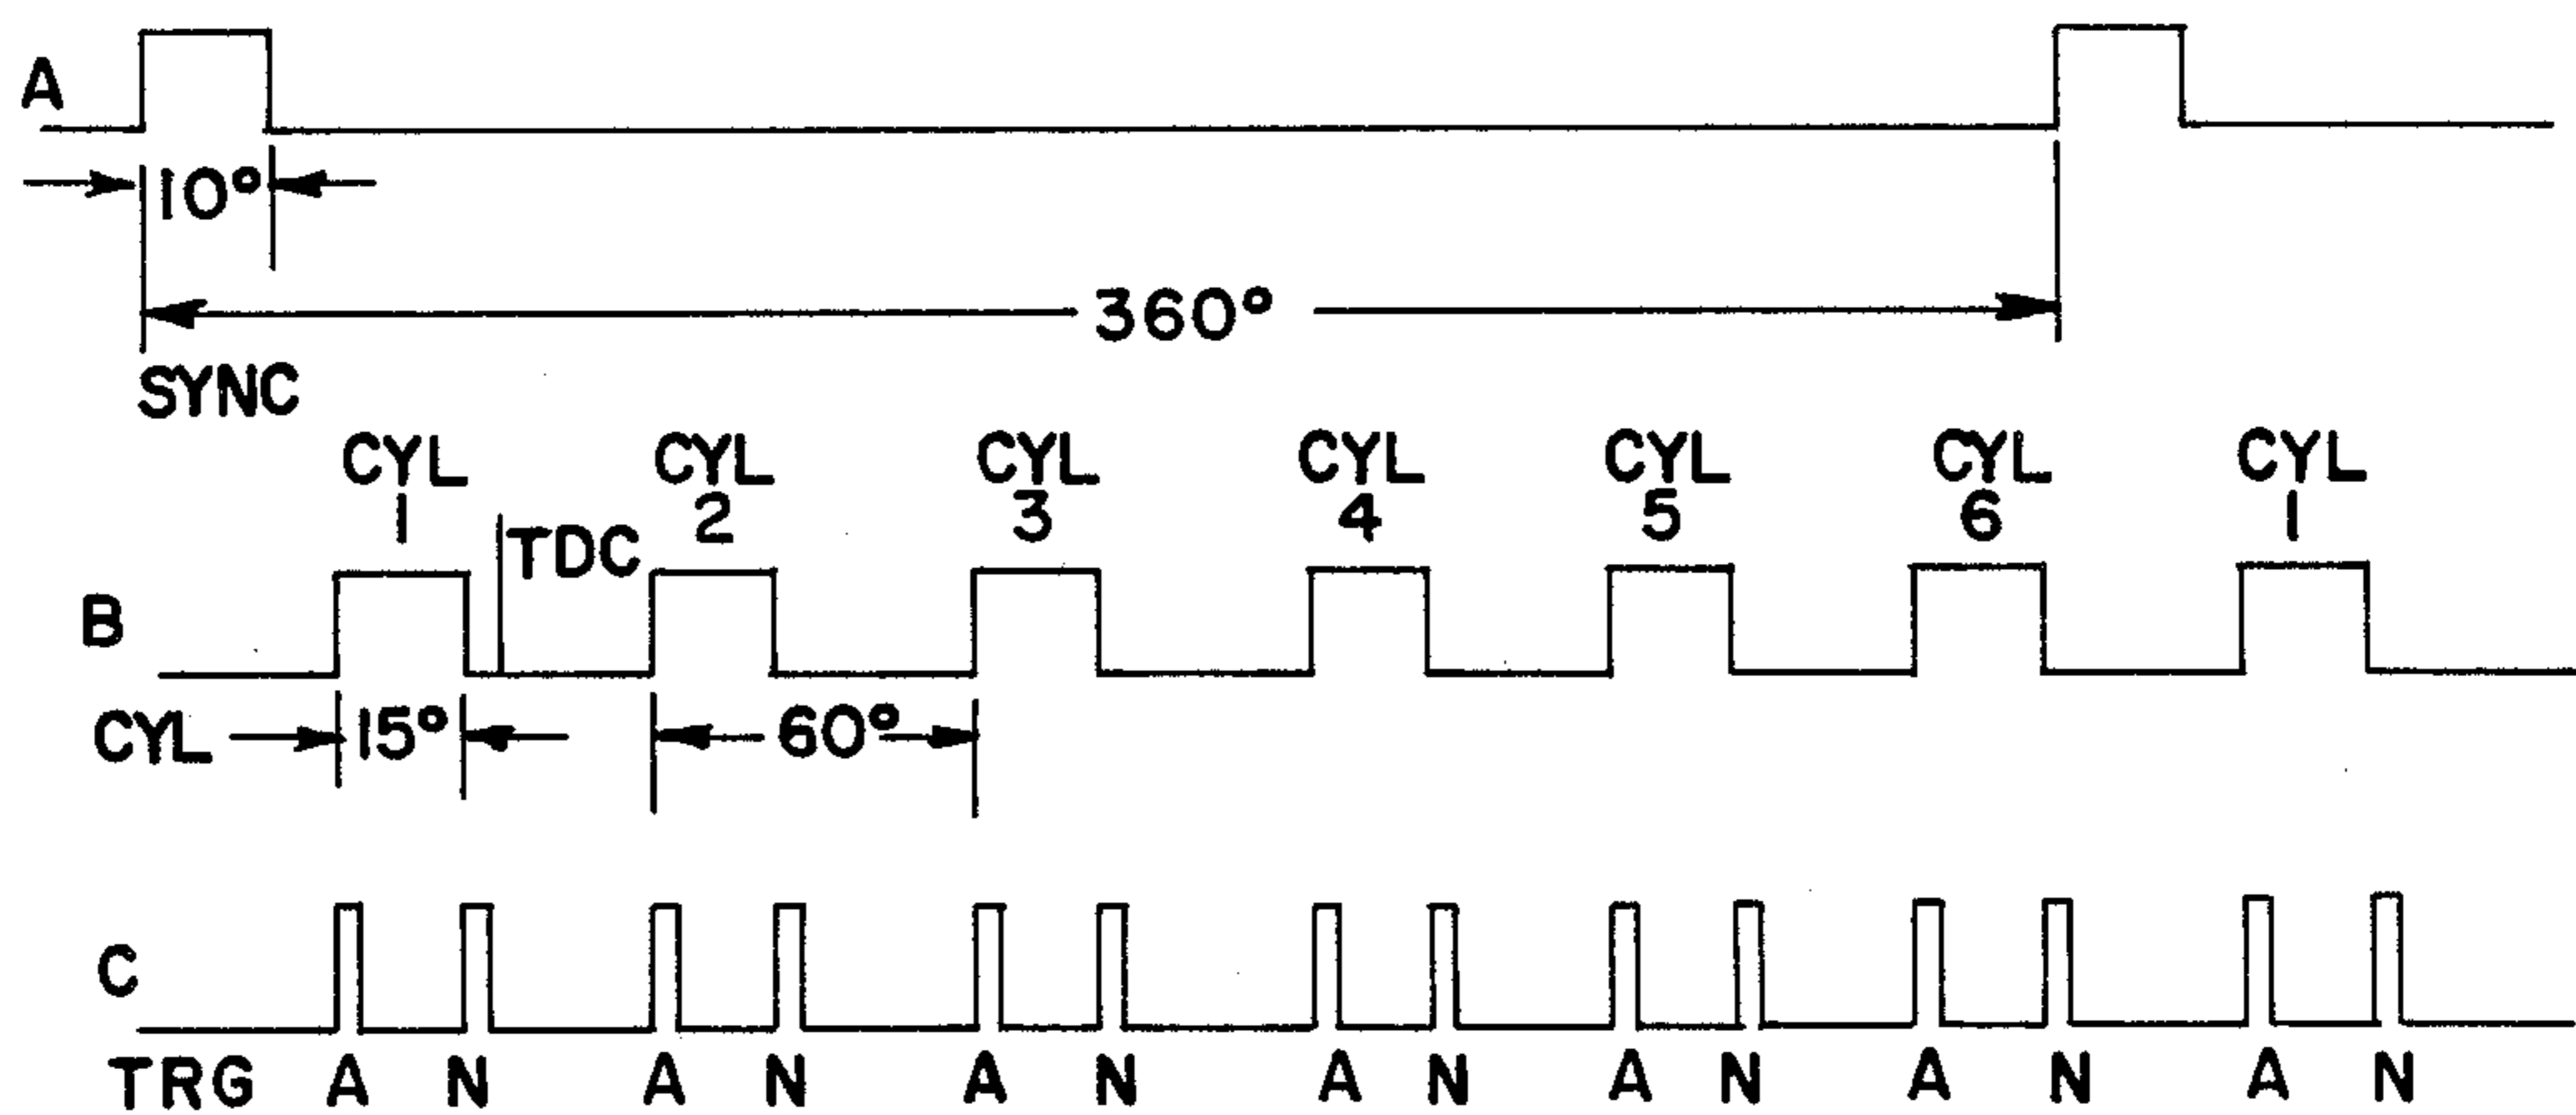 A
10°
360°
SYNC
CYL 1
CYL 2
CYL 3
CYL 4
CYL 5
CYL 6
CYL 1
TDC
B
CYL 15° 60°
C
TRG A N A N A N A N A N A N A N